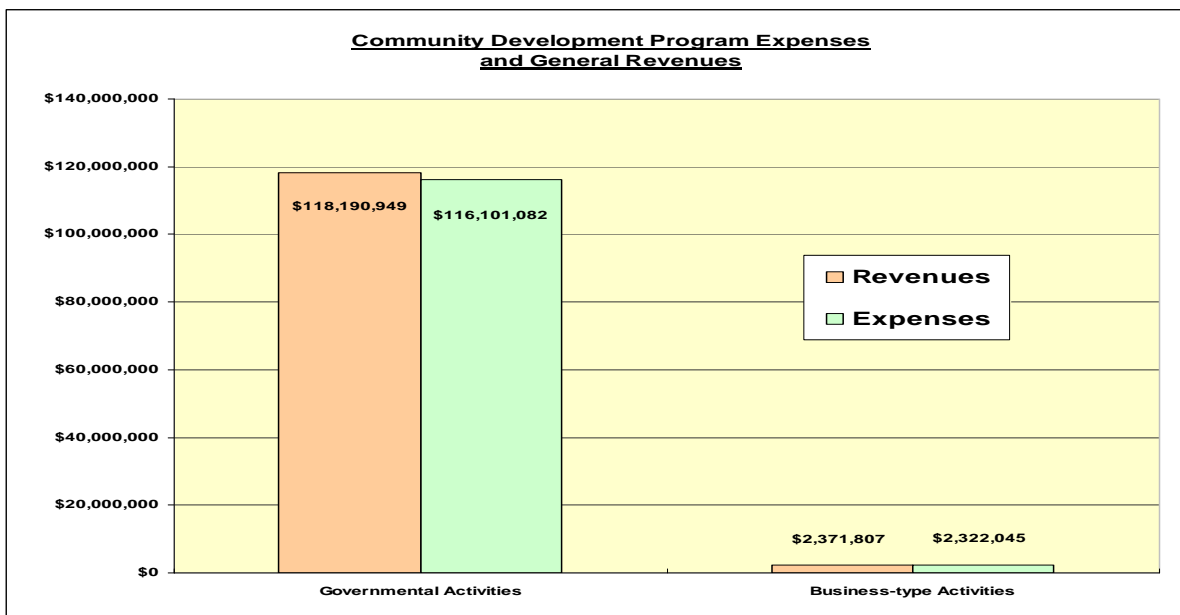 Community Development Program Expenses
and General Revenues
$140,000,000
$120,000,000
$100,000,000
$80,000,000
$60,000,000
$40,000,000
$20,000,000
$0
$118,190,949
$116,101,082
$2,371,807
$2,322,045
Revenues
Expenses
Governmental Activities
Business-type Activities